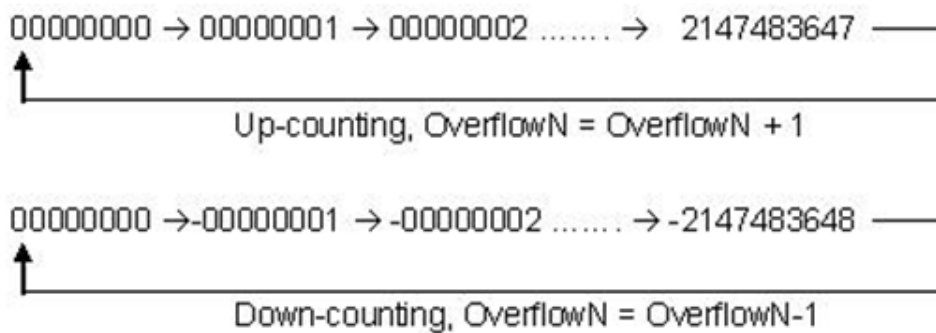 00000000 → 00000001 → 00000002 ....... → 2147483647
Up-counting, OverflowN = OverflowN + 1
00000000 →-00000001 → -00000002 ....... → -2147483648
Down-counting, OverflowN = OverflowN-1